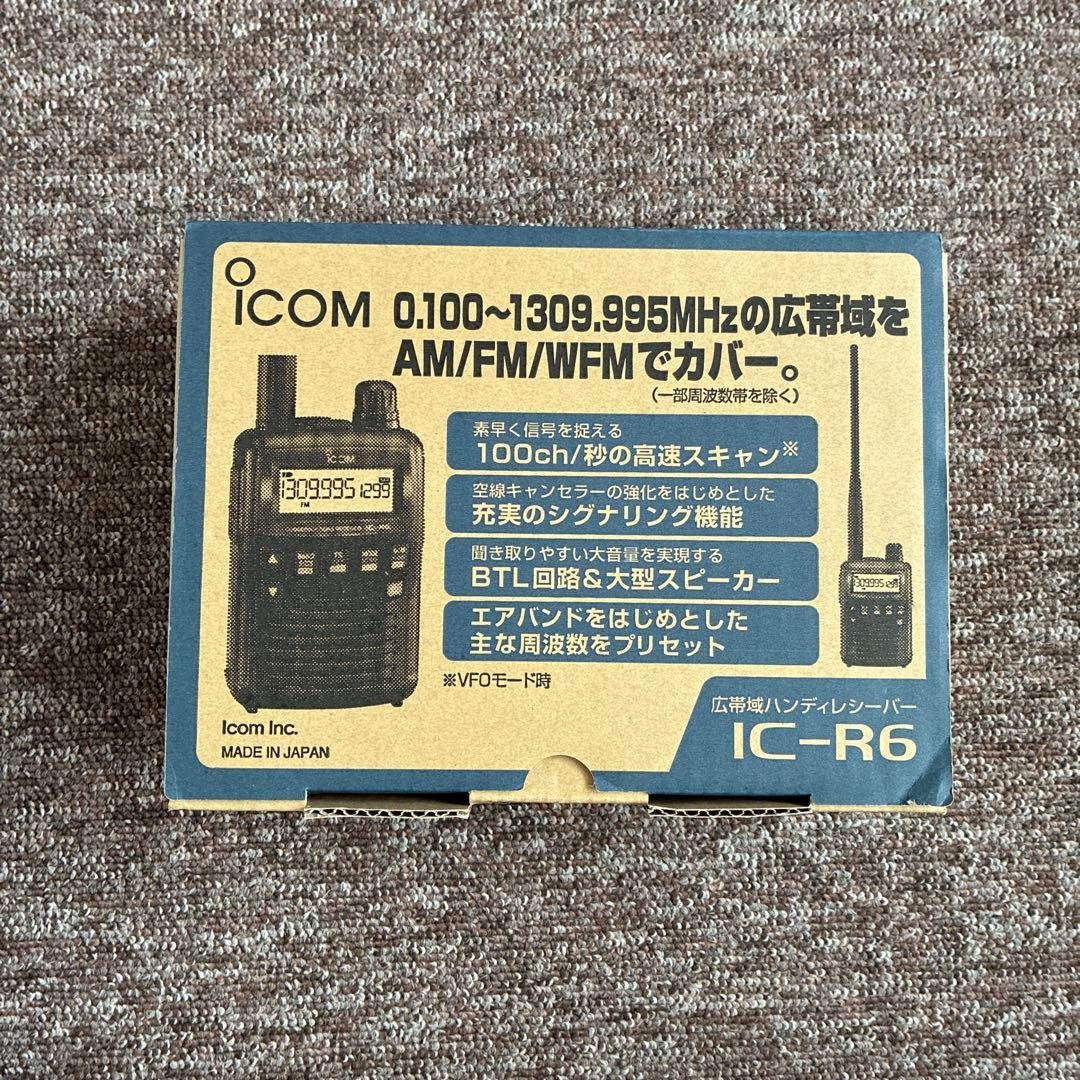 iCOM
0.100〜1309.995MHzの広帯域を
AM/FM/WFMでカバー。
(一部周波数帯を除く)
素早く信号を捉える
100ch/秒の高速スキャン※
空線キャンセラーの強化をはじめとした
充実のシグナリング機能
聞き取りやすい大音量を実現する
BTL回路&大型スピーカー
エアバンドをはじめとした
主な周波数をプリセット
※VFOモード時
iCOM
1309.995 1299
FM
1309.995 1299
Icom Inc.
MADE IN JAPAN
広帯域ハンディレシーバー
IC-R6